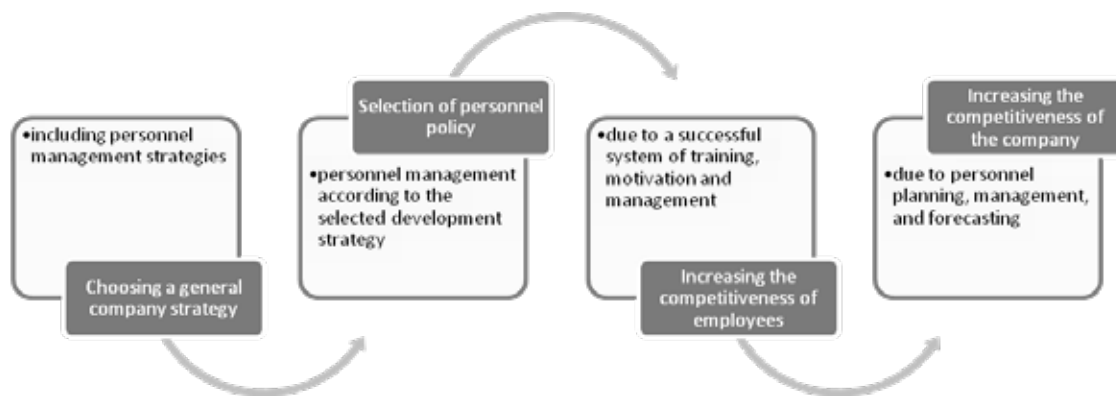 •including personnel
management strategies
Choosing a general
company strategy
Selection of personnel
policy
•personnel management
according to the
selected development
strategy
•due to a successful
system of training,
motivation and
management
Increasing the
competitiveness of
employees
Increasing the
competitiveness of
the company
•due to personnel
planning, management,
and forecasting